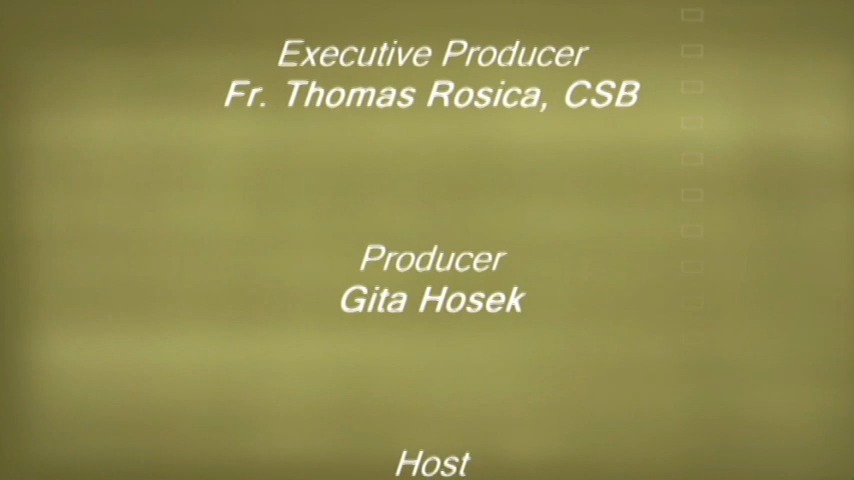 Executive Producer
Fr. Thomas Rosica, CSB
Producer
Gita Hosek
Host